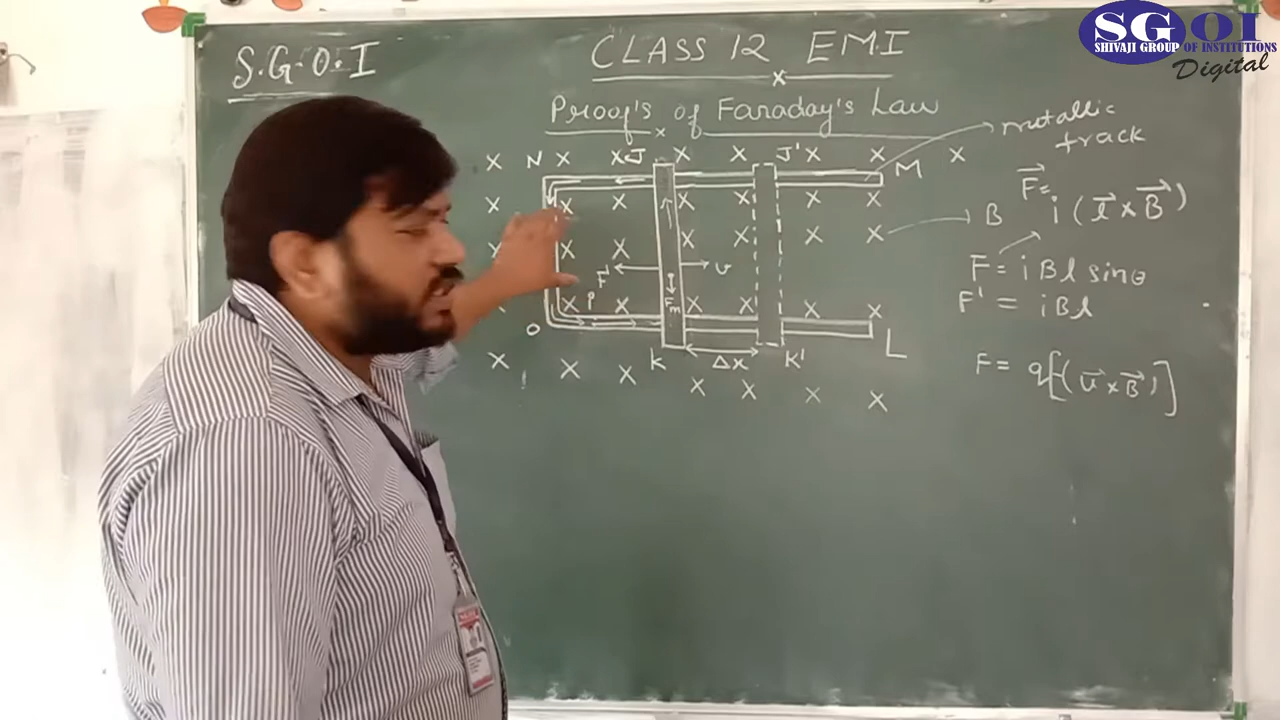 SGOI
SHIVAJI GROUP OF INSTITUTIONS
Digital
S.G.O.I
CLASS 12 EMI
x
Proof's of Faraday's Law
x
metallic
track
X N X X J X X J' X X X
M
X X X X X X X
F⃗ = i (l⃗ x B⃗)
X X X X X X X B
F' v
F = iBl sinθ
Fm
F' = iBl
P X X X X X X
O
K Δx K' L
F = q[(v⃗ x B⃗)]
X X X X X X X